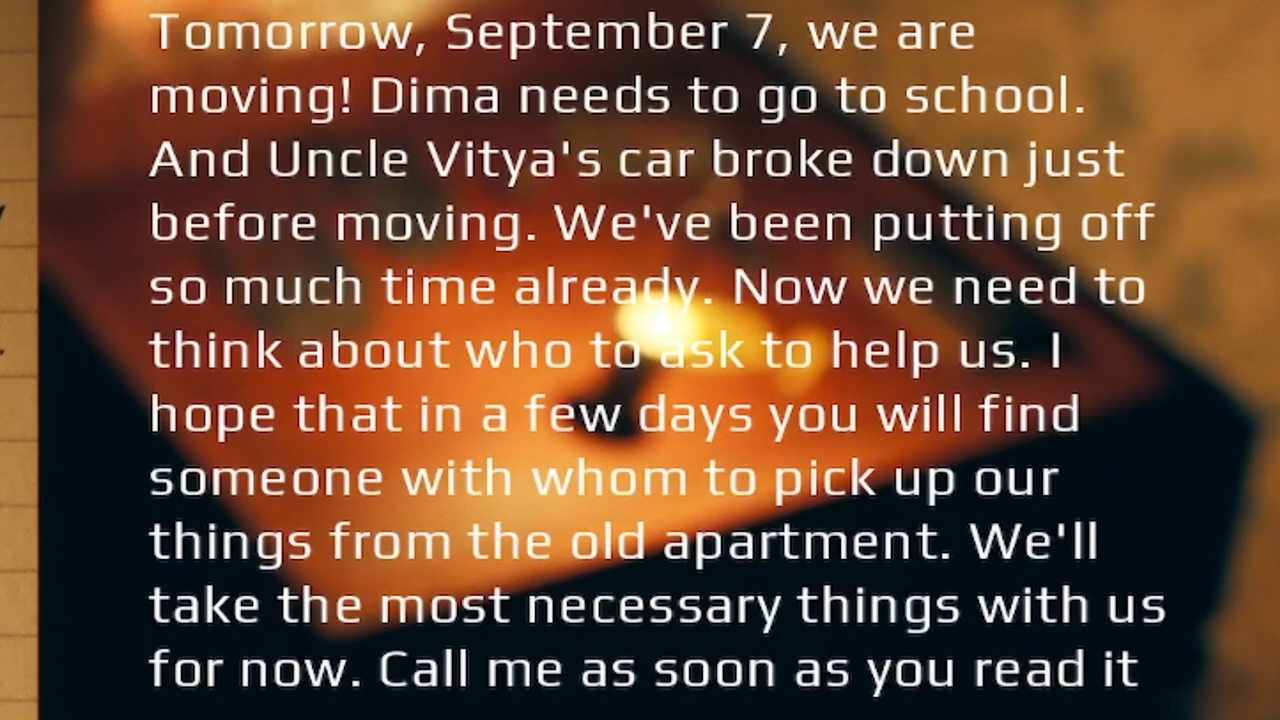 Tomorrow, September 7, we are
moving! Dima needs to go to school.
And Uncle Vitya's car broke down just
before moving. We've been putting off
so much time already. Now we need to
think about who to ask to help us. I
hope that in a few days you will find
someone with whom to pick up our
things from the old apartment. We'll
take the most necessary things with us
for now. Call me as soon as you read it